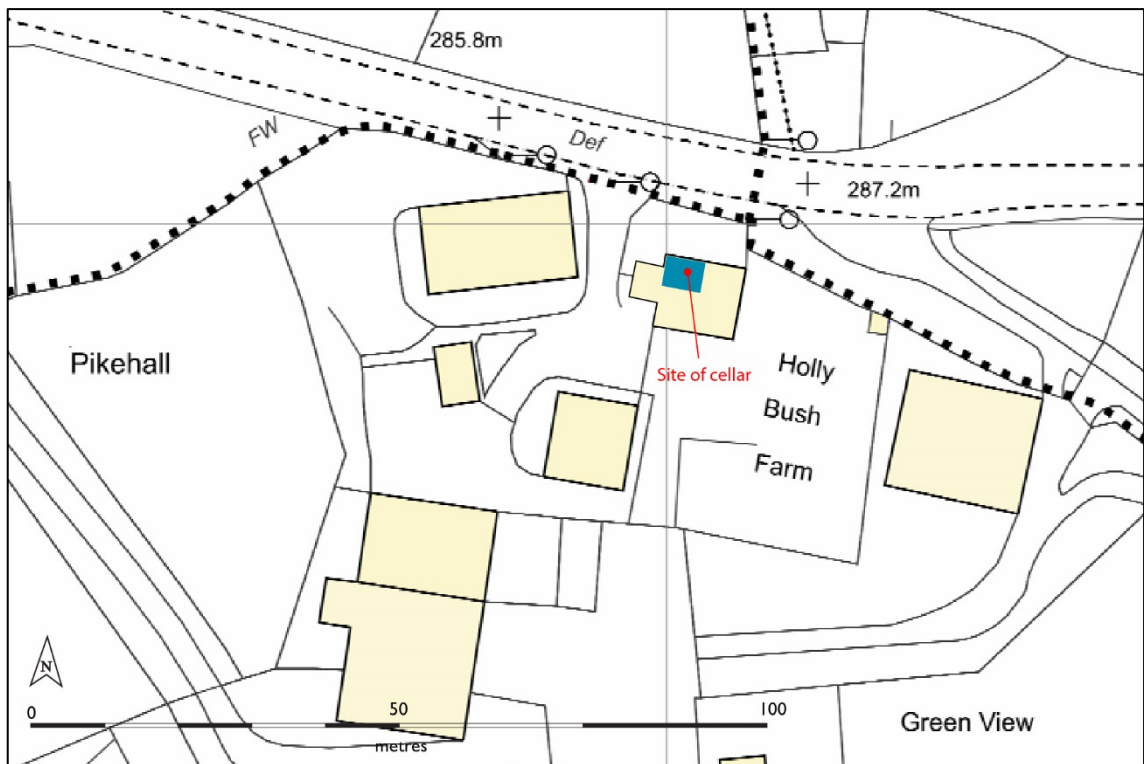 285.8m
FW
Def
287.2m
Pikehall
Site of cellar
Holly
Bush
Farm
N
0
50
100
metres
Green View